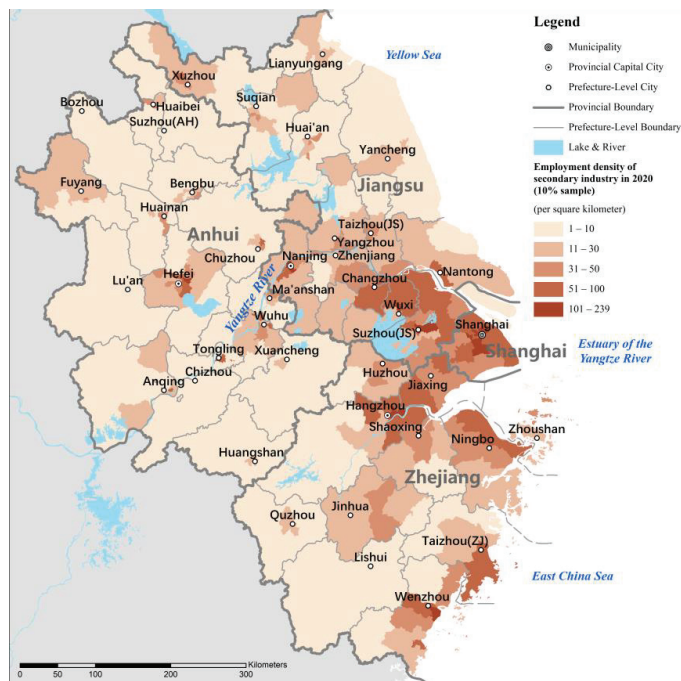 Legend
Municipality
Provincial Capital City
Prefecture-Level City
Provincial Boundary
Prefecture-Level Boundary
Lake & River
Employment density of
secondary industry in 2020
(10% sample)
(per square kilometer)
1 – 10
11 – 30
31 – 50
51 – 100
101 – 239
Yellow Sea
Lianyungang
Xuzhou
Suqian
Bozhou
Huaibei
Suzhou(AH)
Huai'an
Yancheng
Fuyang
Bengbu
Jiangsu
Huainan
Anhui
Taizhou(JS)
Yangzhou
Chuzhou
Nanjing
Zhenjiang
Nantong
Hefei
Lu'an
Yangtze River
Ma'anshan
Changzhou
Wuxi
Wuhu
Suzhou(JS)
Shanghai
Shanghai
Estuary of the
Yangtze River
Tongling
Xuancheng
Huzhou
Chizhou
Jiaxing
Anqing
Hangzhou
Shaoxing
Ningbo
Zhoushan
Huangshan
Zhejiang
Quzhou
Jinhua
Taizhou(ZJ)
Lishui
East China Sea
Wenzhou
0 50 100 200 300
Kilometers